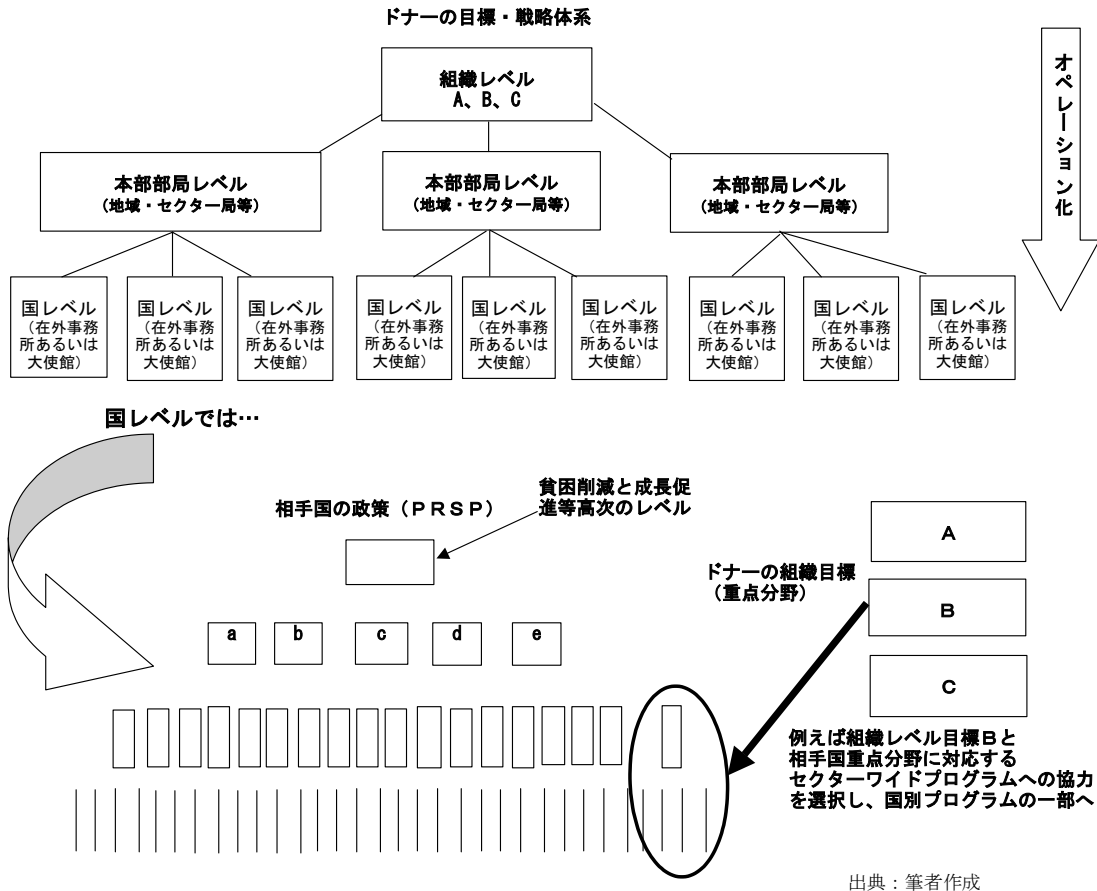 ドナーの目標・戦略体系
組織レベル
A、B、C
オペレーション化
本部部局レベル
(地域・セクター局等)
本部部局レベル
(地域・セクター局等)
本部部局レベル
(地域・セクター局等)
国レベル
(在外事務
所あるいは
大使館)
国レベル
(在外事務
所あるいは
大使館)
国レベル
(在外事務
所あるいは
大使館)
国レベル
(在外事務
所あるいは
大使館)
国レベル
(在外事務
所あるいは
大使館)
国レベル
(在外事務
所あるいは
大使館)
国レベル
(在外事務
所あるいは
大使館)
国レベル
(在外事務
所あるいは
大使館)
国レベル
(在外事務
所あるいは
大使館)
国レベルでは…
相手国の政策（ＰＲＳＰ）
貧困削減と成長促
進等高次のレベル
ドナーの組織目標
（重点分野）
A
B
C
a
b
c
d
e
例えば組織レベル目標Ｂと
相手国重点分野に対応する
セクターワイドプログラムへの協力
を選択し、国別プログラムの一部へ
出典：筆者作成